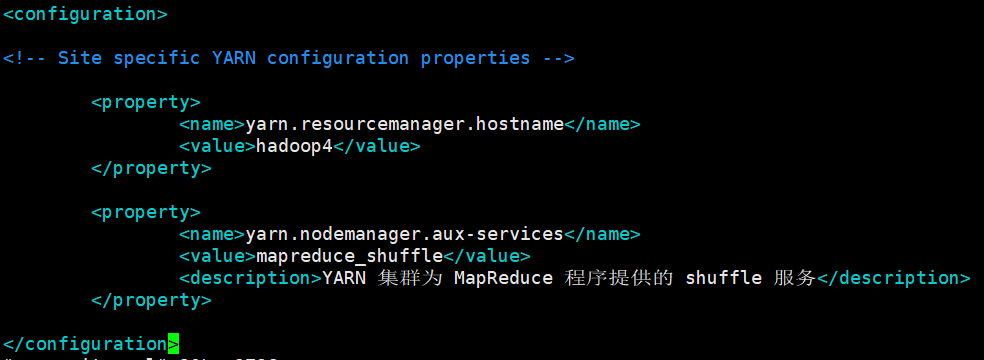 <configuration>
<!-- Site specific YARN configuration properties -->
<property>
<name>yarn.resourcemanager.hostname</name>
<value>hadoop4</value>
</property>
<property>
<name>yarn.nodemanager.aux-services</name>
<value>mapreduce_shuffle</value>
<description>YARN 集群为 MapReduce 程序提供的 shuffle 服务</description>
</property>
</configuration>